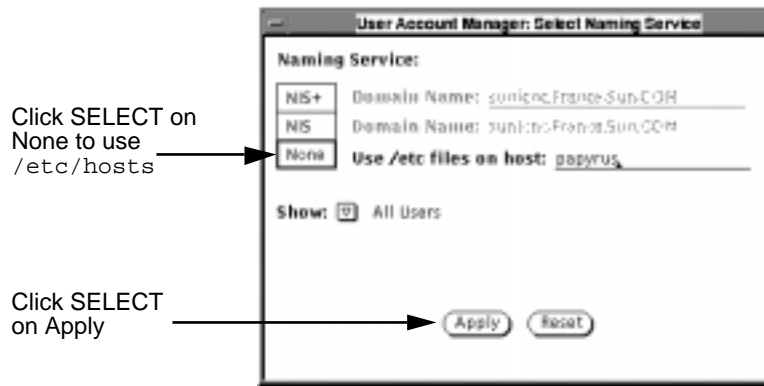 User Account Manager: Select Naming Service
Naming Service:
NIS+ Domain Name:
NIS Domain Name:
None Use /etc files on host: papyrus
Click SELECT on
None to use
/etc/hosts
Show: All Users
Click SELECT
on Apply
Apply Reset